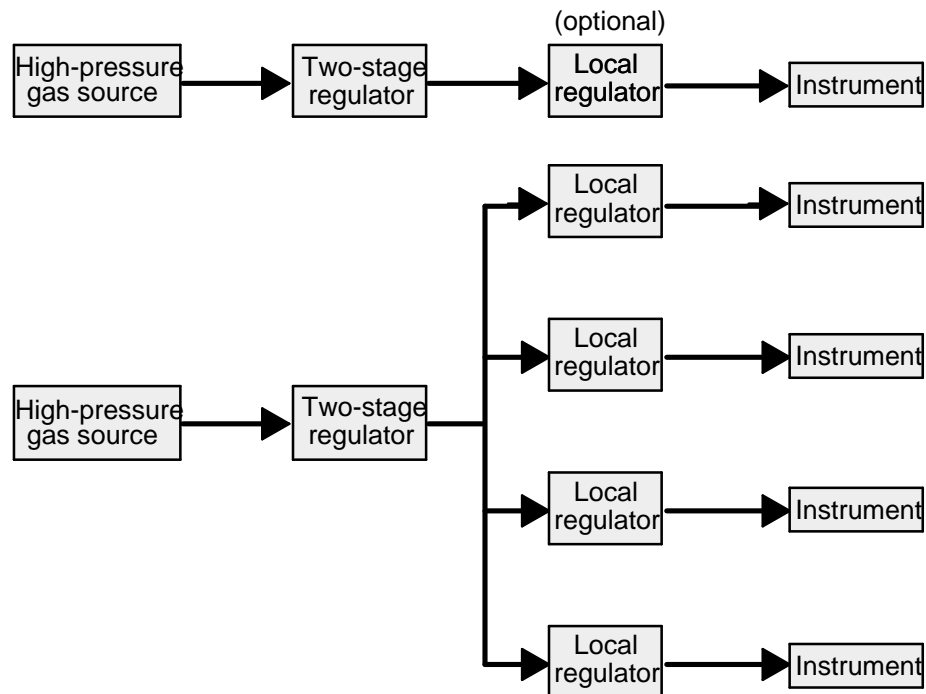 (optional)
High-pressure
gas source
Two-stage
regulator
Local
regulator
Instrument
Local
regulator
Instrument
Local
regulator
Instrument
High-pressure
gas source
Two-stage
regulator
Local
regulator
Instrument
Local
regulator
Instrument